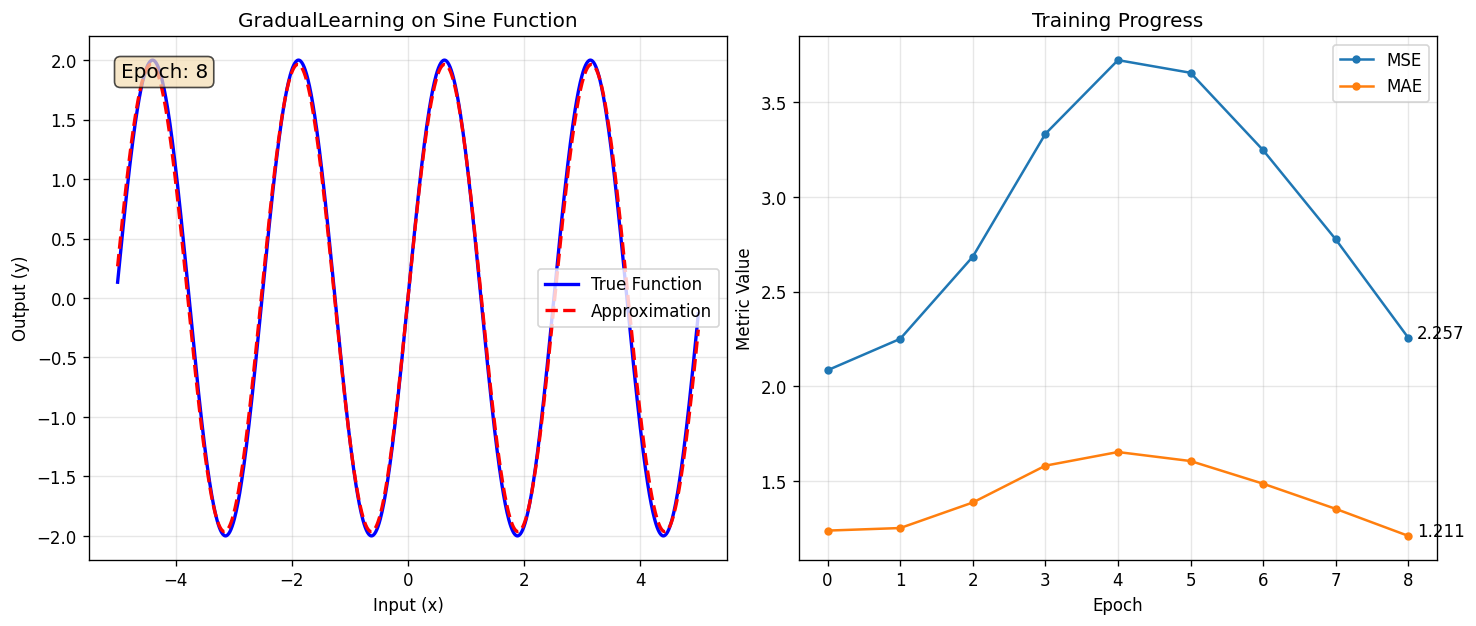 GradualLearning on Sine Function
Epoch: 8
2.0
1.5
1.0
0.5
0.0
−0.5
−1.0
−1.5
−2.0
Output (y)
True Function
Approximation
−4
−2
0
2
4
Input (x)
Training Progress
MSE
MAE
3.5
3.0
2.5
2.0
1.5
Metric Value
2.257
1.211
0
1
2
3
4
5
6
7
8
Epoch